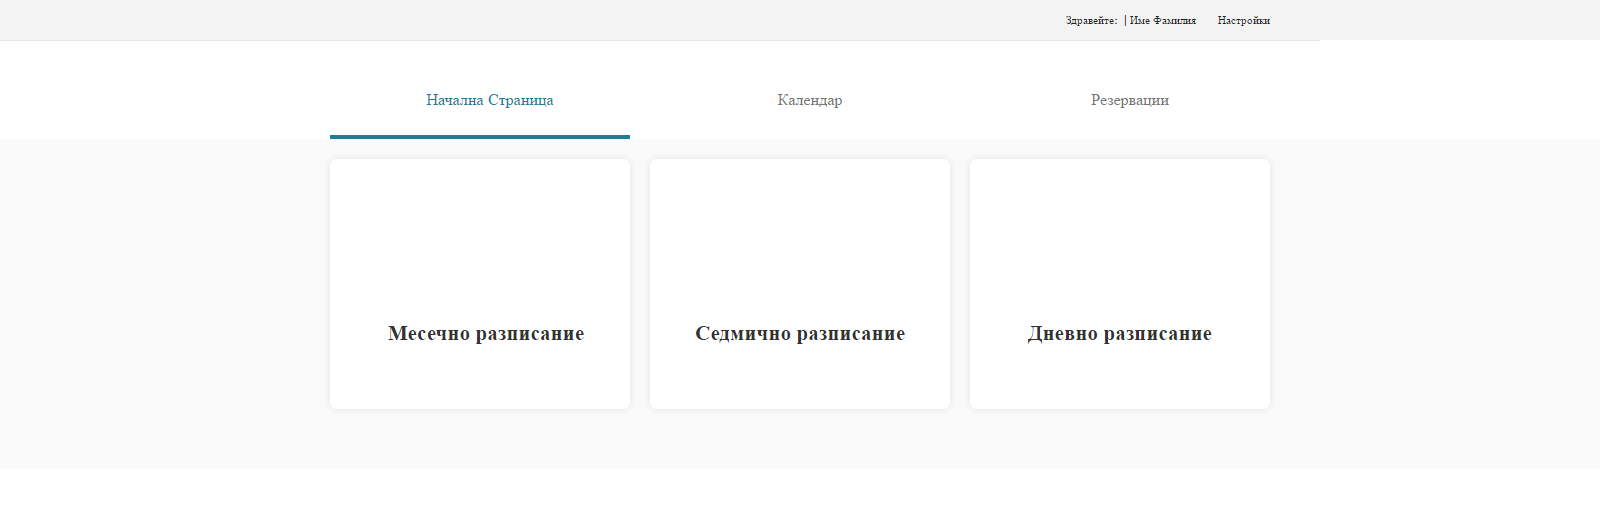 Здравейте: | Име Фамилия Настройки
Начална Страница Календар Резервации
Месечно разписание Седмично разписание Дневно разписание